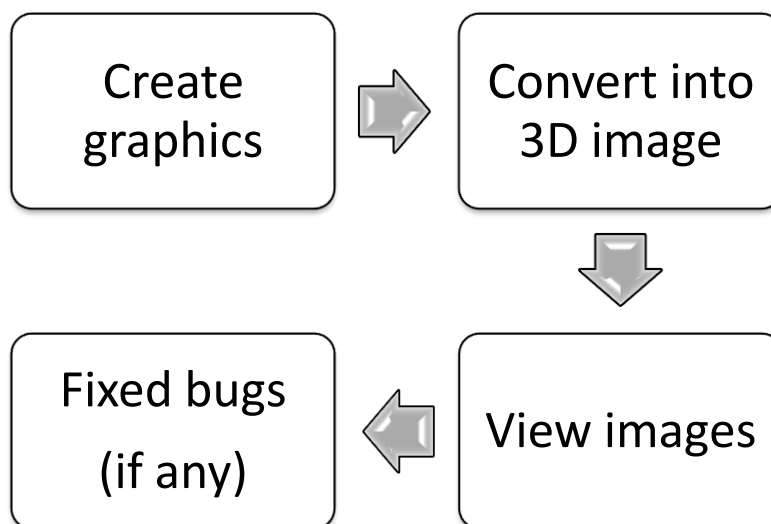 Create
graphics
Convert into
3D image
View images
Fixed bugs
(if any)